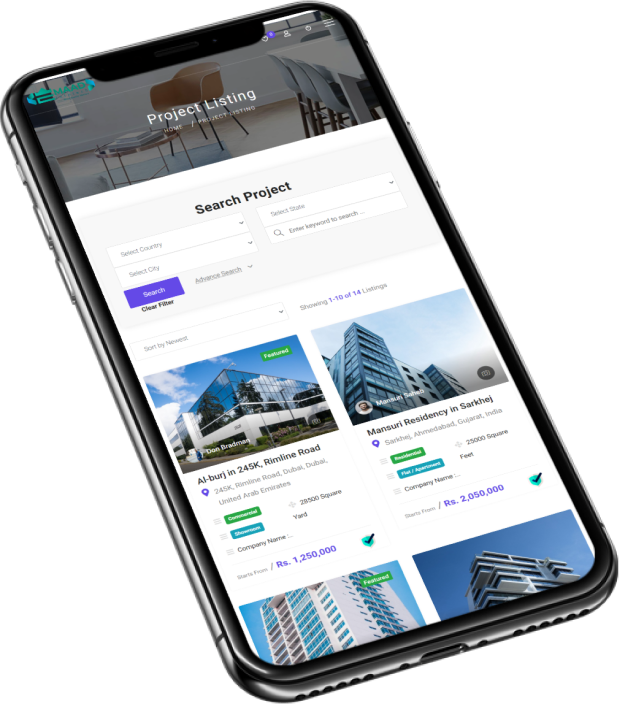 0
Project Listing
HOME / PROJECT LISTING
Search Project
Select Country
Select State
Select City
Enter keyword to search ...
Search
Advance Search
Clear Filter
Sort by Newest
Showing 1-10 of 14 Listings
Featured
Don Bradman
Al-burj in 245K, Rimline Road
245K, Rimline Road, Dubai, Dubai,
United Arab Emirates
Commercial
Showroom
28500 Square
Yard
Company Name :..
Starts From / Rs. 1,250,000
Mansuri Saheb
Mansuri Residency in Sarkhej
Sarkhej, Ahmedabad, Gujarat, India
Residential
Flat / Apartment
25000 Square
Feet
Company Name :..
Starts From / Rs. 2,050,000
Featured